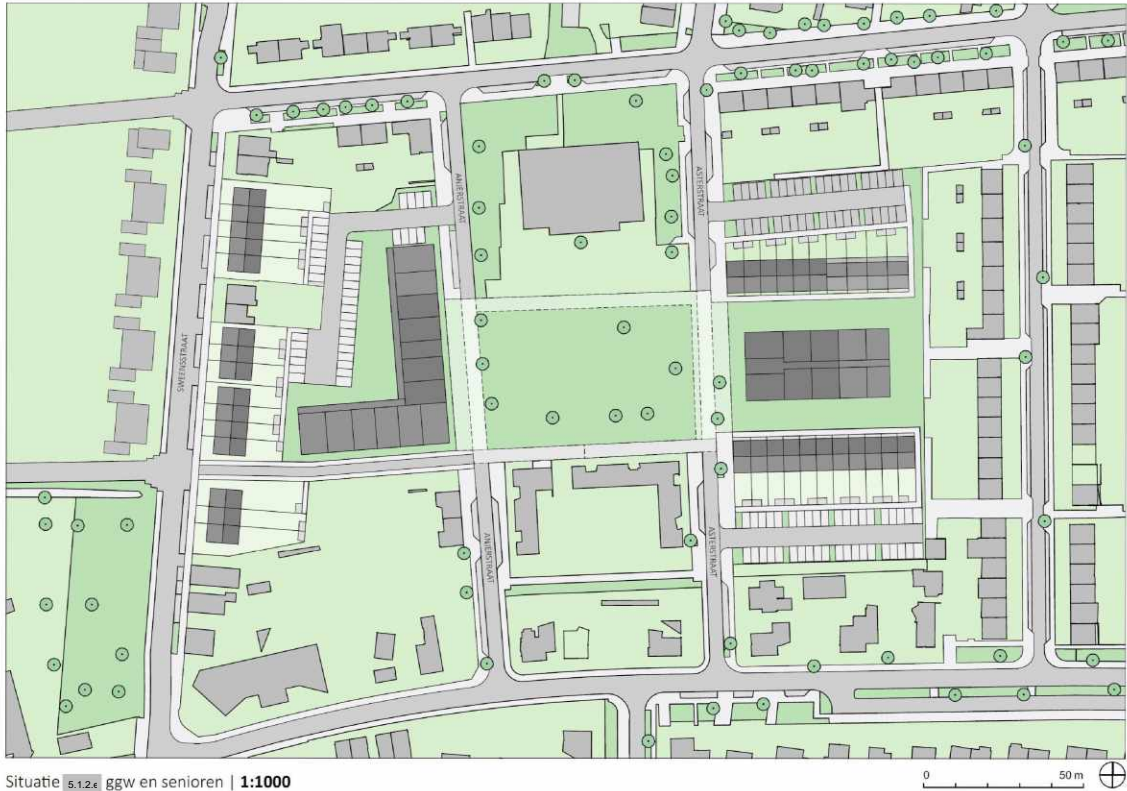 ANJERSTRAAT
ASTERSTRAAT
SWEENSSTRAAT
ANJERSTRAAT
ASTERSTRAAT
Situatie 5.1.2.e ggw en senioren | 1:1000
0 50 m